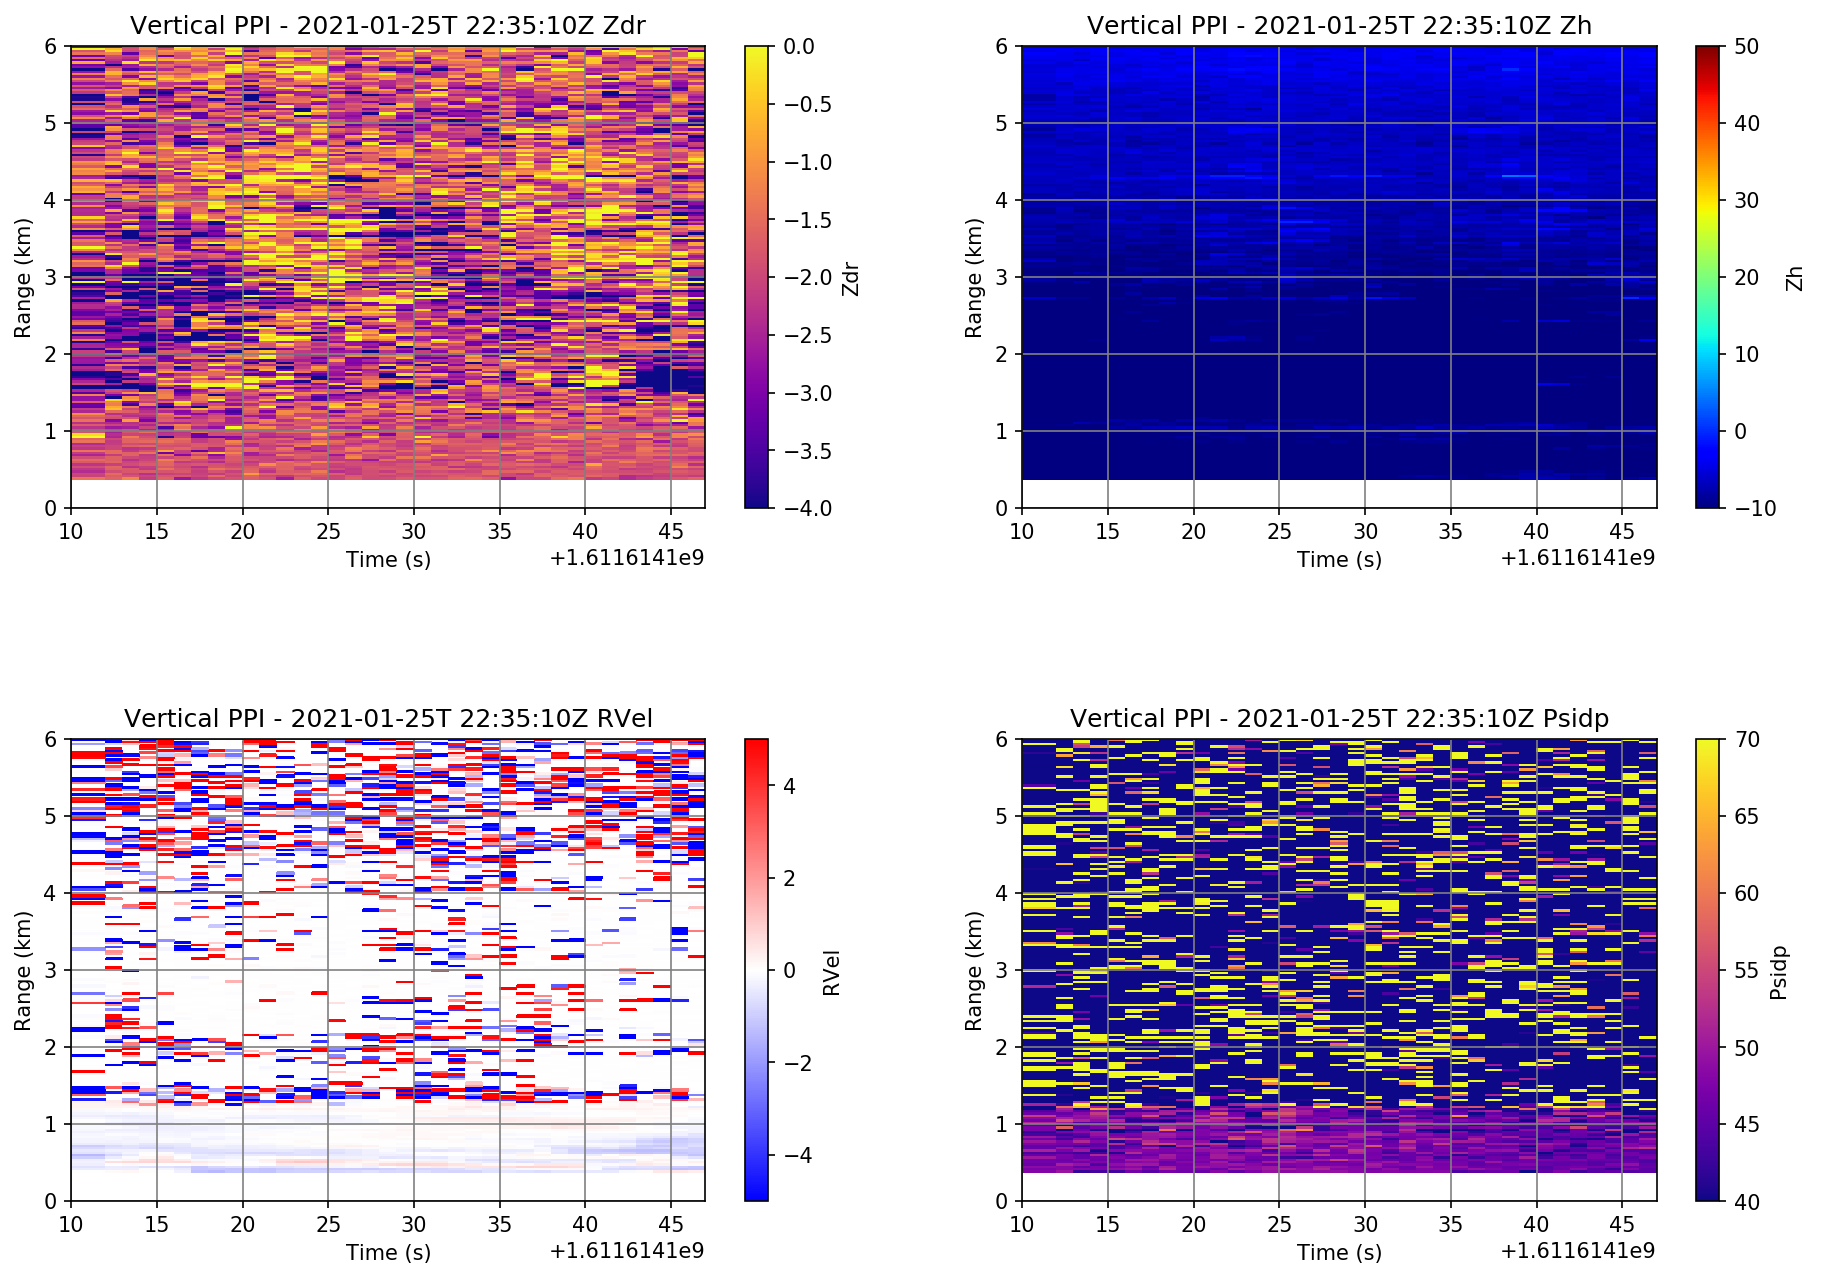 Vertical PPI - 2021-01-25T 22:35:10Z Zdr
6
5
4
3
2
1
0
Range (km)
10 15 20 25 30 35 40 45
Time (s)
+1.6116141e9
0.0
−0.5
−1.0
−1.5
−2.0
−2.5
−3.0
−3.5
−4.0
Zdr
Vertical PPI - 2021-01-25T 22:35:10Z Zh
6
5
4
3
2
1
0
Range (km)
10 15 20 25 30 35 40 45
Time (s)
+1.6116141e9
50
40
30
20
10
0
−10
Zh
Vertical PPI - 2021-01-25T 22:35:10Z RVel
6
5
4
3
2
1
0
Range (km)
10 15 20 25 30 35 40 45
Time (s)
+1.6116141e9
4
2
0
−2
−4
RVel
Vertical PPI - 2021-01-25T 22:35:10Z Psidp
6
5
4
3
2
1
0
Range (km)
10 15 20 25 30 35 40 45
Time (s)
+1.6116141e9
70
65
60
55
50
45
40
Psidp